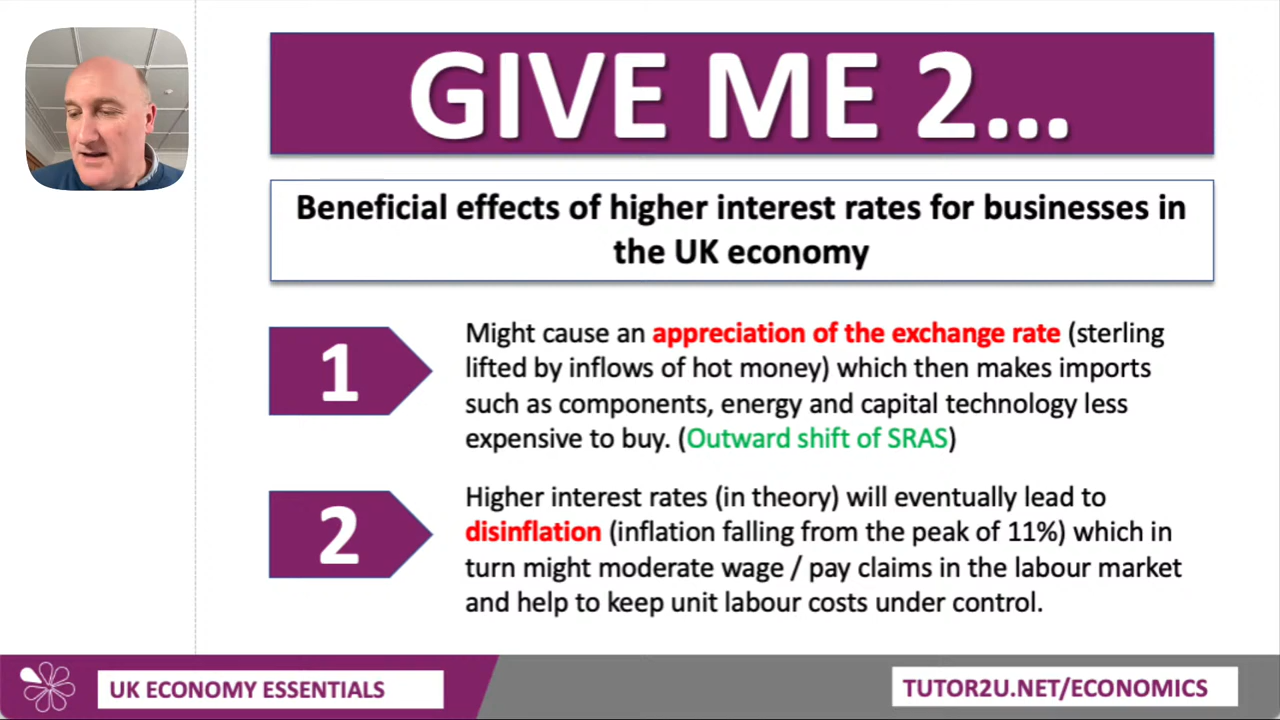 GIVE ME 2...
Beneficial effects of higher interest rates for businesses in
the UK economy
1
Might cause an appreciation of the exchange rate (sterling
lifted by inflows of hot money) which then makes imports
such as components, energy and capital technology less
expensive to buy. (Outward shift of SRAS)
2
Higher interest rates (in theory) will eventually lead to
disinflation (inflation falling from the peak of 11%) which in
turn might moderate wage / pay claims in the labour market
and help to keep unit labour costs under control.
UK ECONOMY ESSENTIALS
TUTOR2U.NET/ECONOMICS